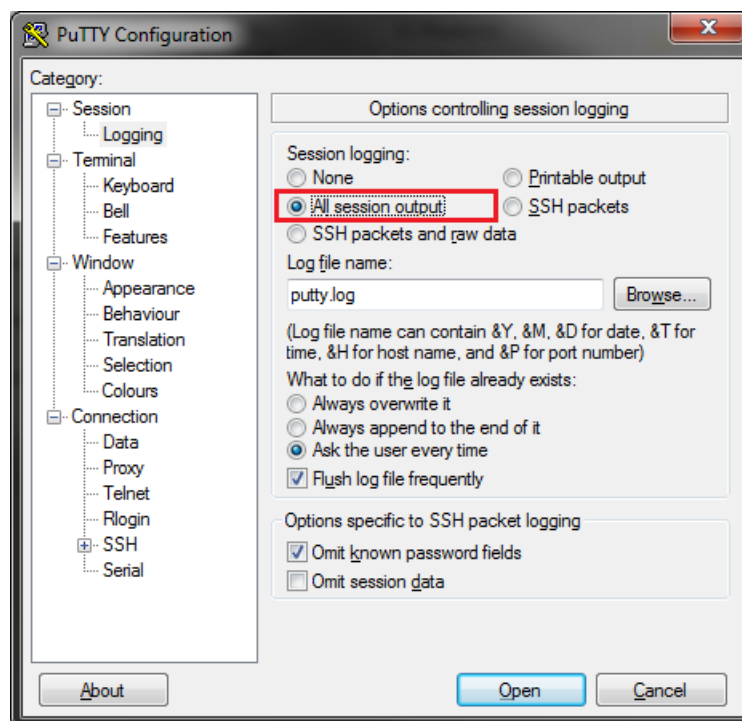 PuTTY Configuration
Category:
Session
Logging
Terminal
Keyboard
Bell
Features
Window
Appearance
Behaviour
Translation
Selection
Colours
Connection
Data
Proxy
Telnet
Rlogin
SSH
Serial
Options controlling session logging
Session logging:
None
Printable output
All session output
SSH packets
SSH packets and raw data
Log file name:
putty.log
Browse...
(Log file name can contain &Y, &M, &D for date, &T for
time, &H for host name, and &P for port number)
What to do if the log file already exists:
Always overwrite it
Always append to the end of it
Ask the user every time
Flush log file frequently
Options specific to SSH packet logging
Omit known password fields
Omit session data
About
Open
Cancel